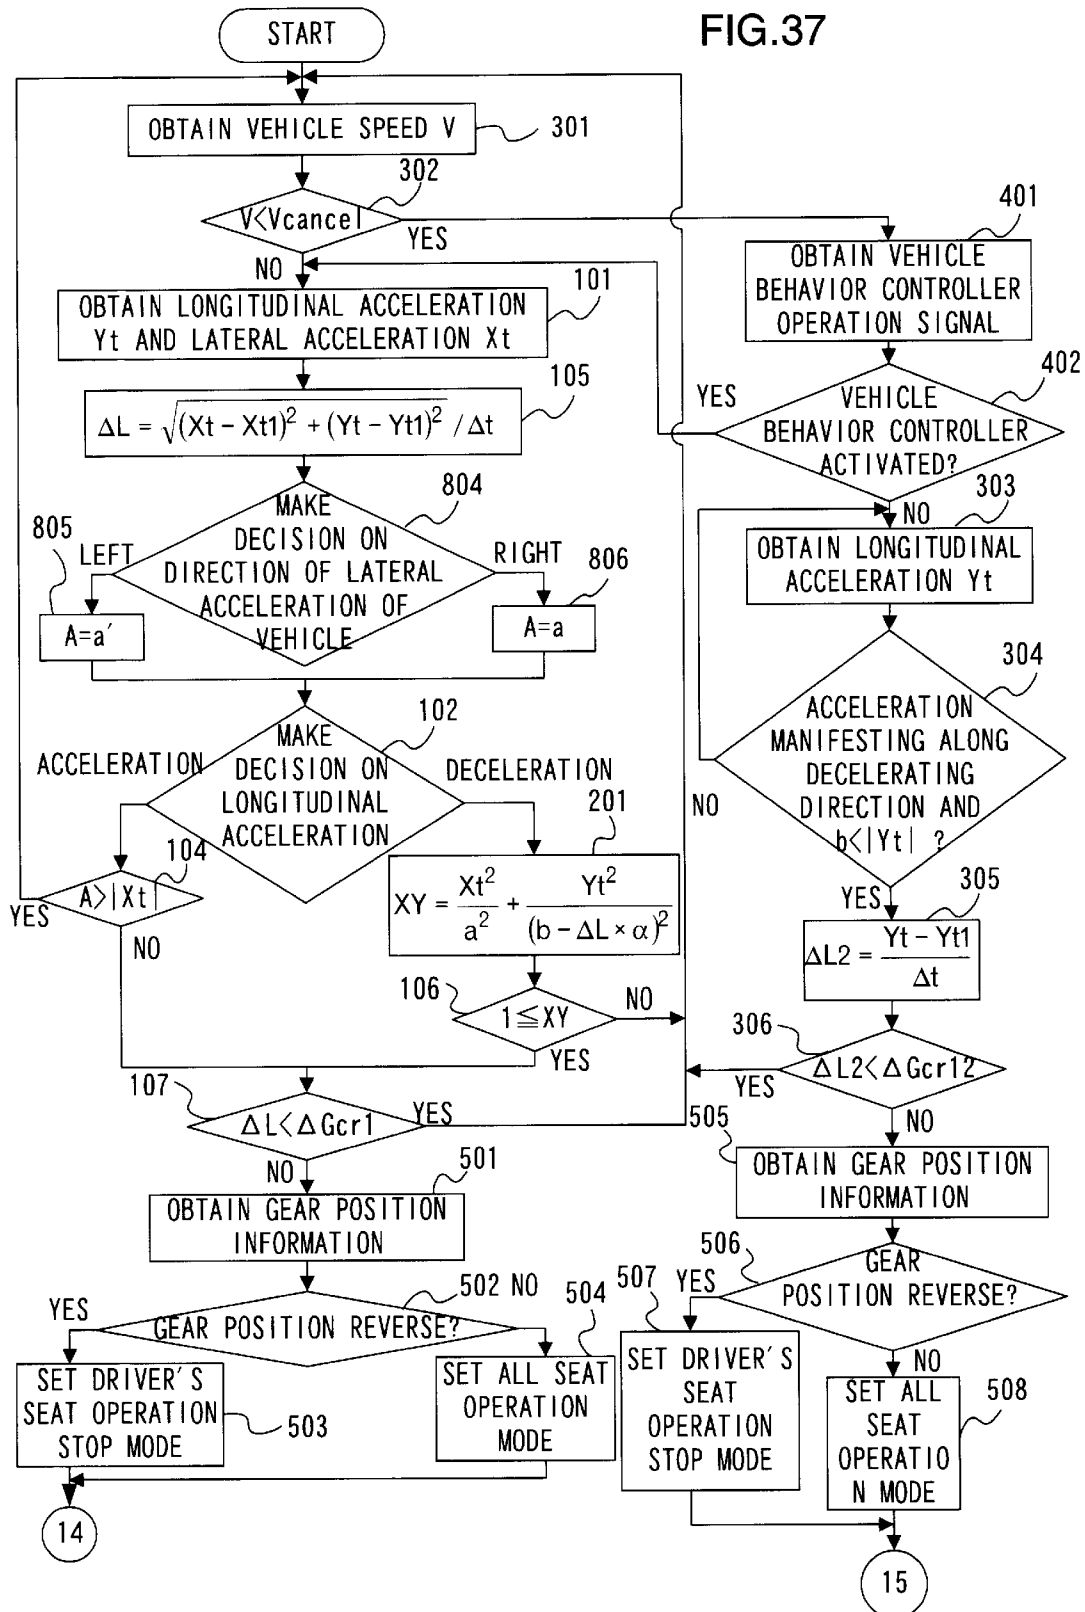 FIG.37
START
OBTAIN VEHICLE SPEED V
301
302
V<Vcancel
YES
NO
401
OBTAIN VEHICLE
BEHAVIOR CONTROLLER
OPERATION SIGNAL
101
OBTAIN LONGITUDINAL ACCELERATION
Yt AND LATERAL ACCELERATION Xt
105
ΔL = √(Xt – Xt1)² + (Yt – Yt1)² / Δt
402
YES
VEHICLE
BEHAVIOR CONTROLLER
ACTIVATED?
NO
804
MAKE
DECISION ON
DIRECTION OF LATERAL
ACCELERATION OF
VEHICLE
805
LEFT
A=a′
RIGHT
806
A=a
303
OBTAIN LONGITUDINAL
ACCELERATION Yt
304
ACCELERATION
MANIFESTING ALONG
DECELERATING
DIRECTION AND
b<|Yt| ?
NO
YES
102
MAKE
DECISION ON
LONGITUDINAL
ACCELERATION
ACCELERATION
DECELERATION
104
A>|Xt|
YES
NO
201
XY = Xt²/a² + Yt²/(b – ΔL × α)²
106
1≦XY
NO
YES
305
ΔL2 = Yt – Yt1/Δt
306
ΔL2<ΔGcr12
YES
NO
107
ΔL<ΔGcr1
YES
NO
501
OBTAIN GEAR POSITION
INFORMATION
505
OBTAIN GEAR POSITION
INFORMATION
502 NO
YES
GEAR POSITION REVERSE?
504
SET DRIVER'S
SEAT OPERATION
STOP MODE
503
SET ALL SEAT
OPERATION
MODE
506
GEAR
POSITION REVERSE?
507
YES
NO
SET DRIVER'S
SEAT
OPERATION
STOP MODE
SET ALL
SEAT
OPERATIO
N MODE
508
14
15